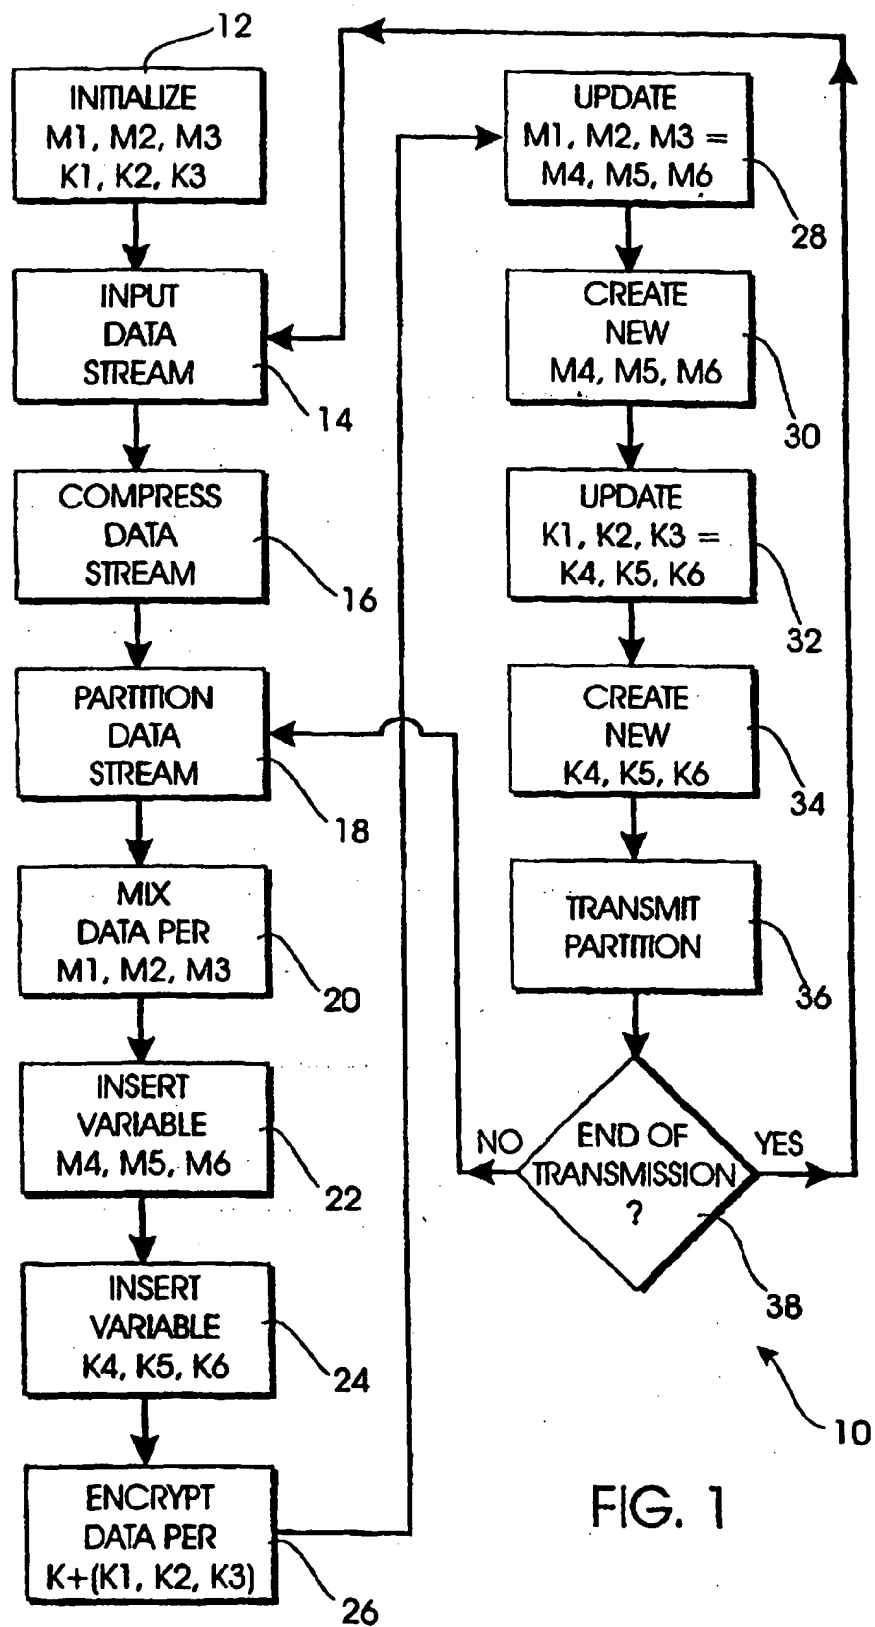 12
INITIALIZE
M1, M2, M3
K1, K2, K3
INPUT
DATA
STREAM
14
COMPRESS
DATA
STREAM
16
PARTITION
DATA
STREAM
18
MIX
DATA PER
M1, M2, M3
20
INSERT
VARIABLE
M4, M5, M6
22
INSERT
VARIABLE
K4, K5, K6
24
ENCRYPT
DATA PER
K+(K1, K2, K3)
26
UPDATE
M1, M2, M3 =
M4, M5, M6
28
CREATE
NEW
M4, M5, M6
30
UPDATE
K1, K2, K3 =
K4, K5, K6
32
CREATE
NEW
K4, K5, K6
34
TRANSMIT
PARTITION
36
END OF
TRANSMISSION
?
NO
YES
38
10
FIG. 1